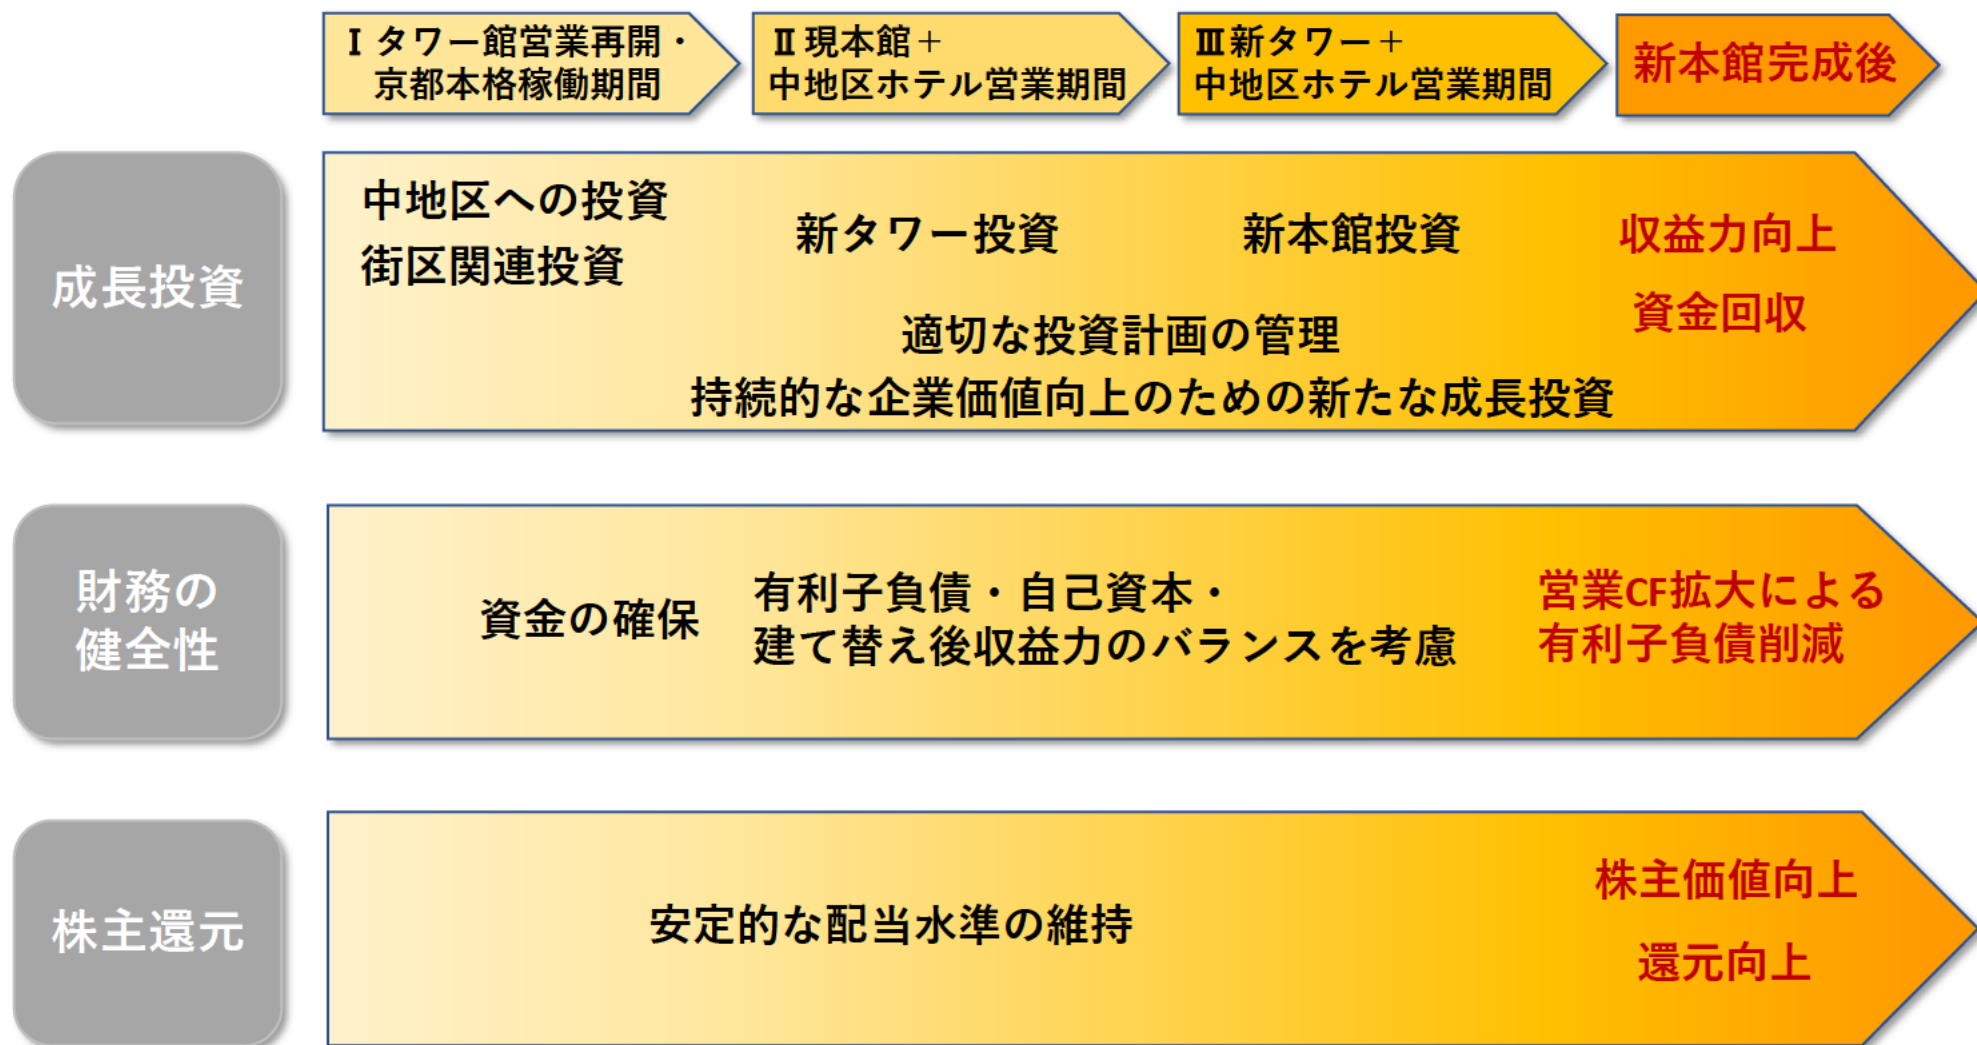 Ⅰ タワー館営業再開・
京都本格稼働期間
Ⅱ 現本館＋
中地区ホテル営業期間
Ⅲ新タワー＋
中地区ホテル営業期間
新本館完成後
成長投資
中地区への投資
街区関連投資
新タワー投資
新本館投資
収益力向上
資金回収
適切な投資計画の管理
持続的な企業価値向上のための新たな成長投資
財務の
健全性
資金の確保
有利子負債・自己資本・
建て替え後収益力のバランスを考慮
営業CF拡大による
有利子負債削減
株主還元
安定的な配当水準の維持
株主価値向上
還元向上